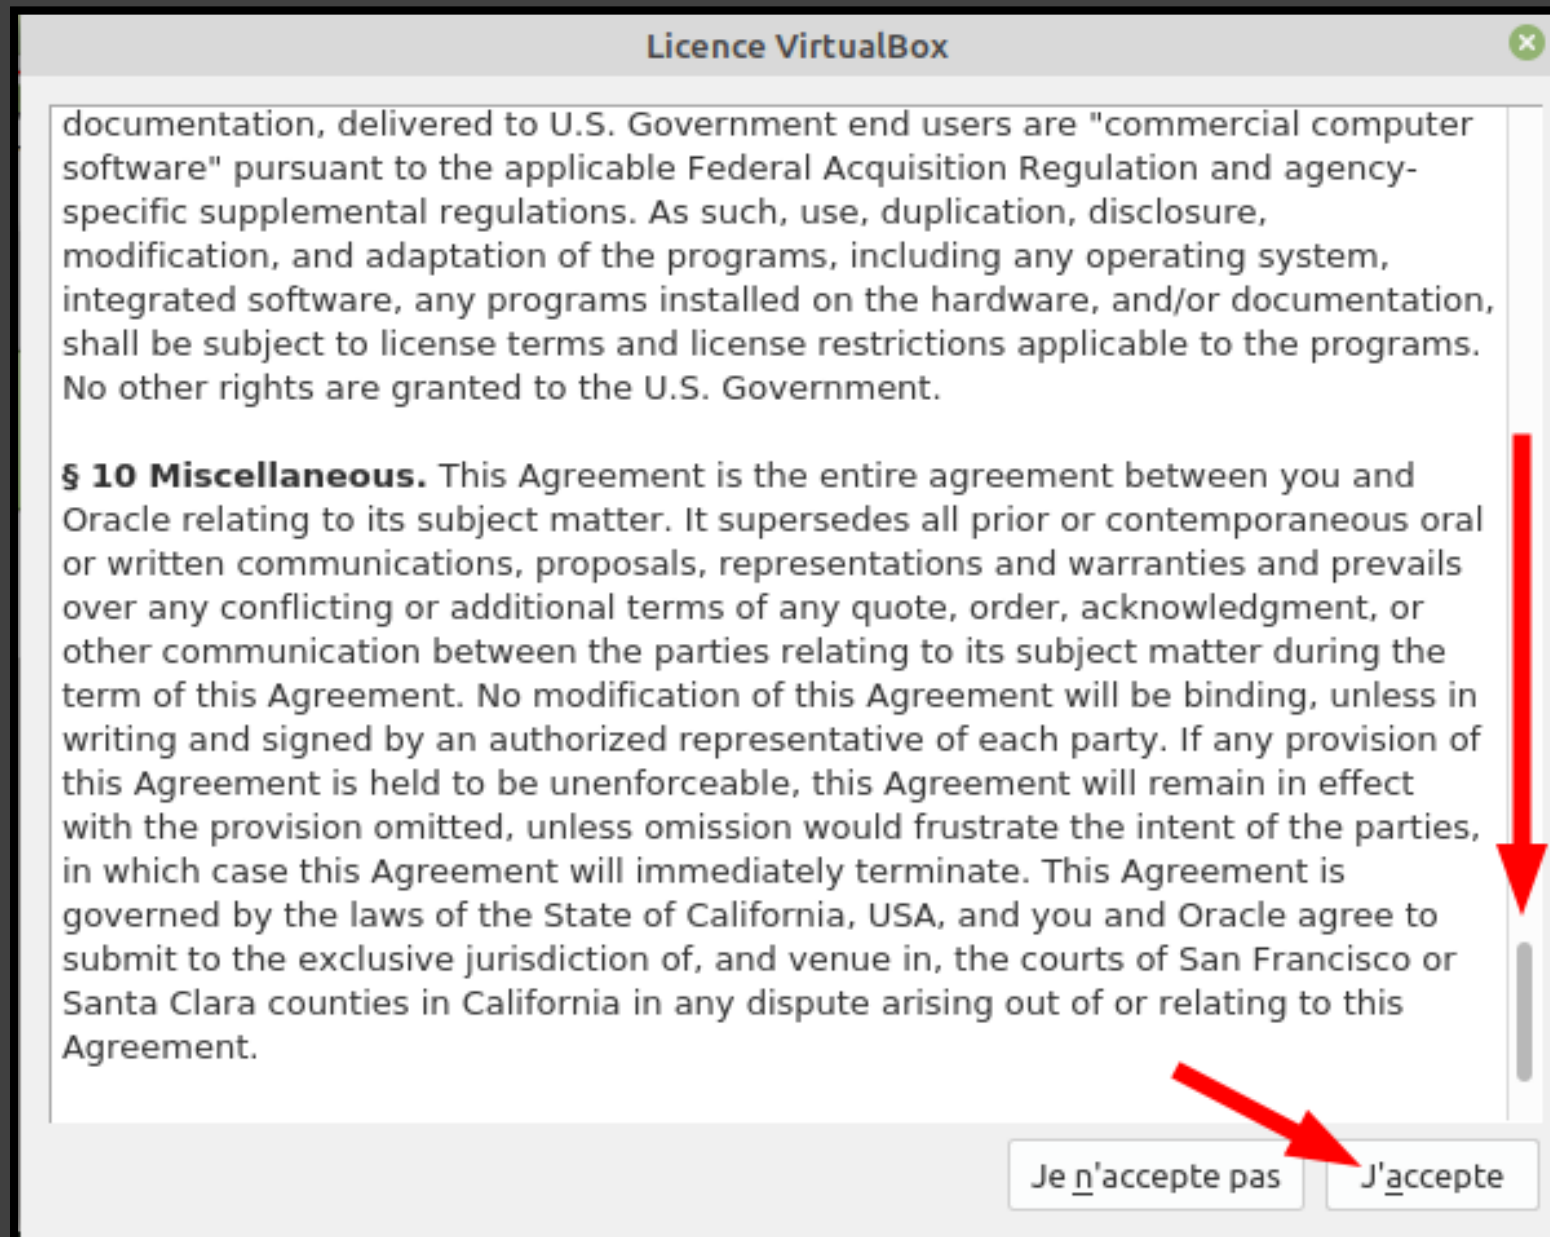 Licence VirtualBox
documentation, delivered to U.S. Government end users are "commercial computer
software" pursuant to the applicable Federal Acquisition Regulation and agency-
specific supplemental regulations. As such, use, duplication, disclosure,
modification, and adaptation of the programs, including any operating system,
integrated software, any programs installed on the hardware, and/or documentation,
shall be subject to license terms and license restrictions applicable to the programs.
No other rights are granted to the U.S. Government.
§ 10 Miscellaneous. This Agreement is the entire agreement between you and
Oracle relating to its subject matter. It supersedes all prior or contemporaneous oral
or written communications, proposals, representations and warranties and prevails
over any conflicting or additional terms of any quote, order, acknowledgment, or
other communication between the parties relating to its subject matter during the
term of this Agreement. No modification of this Agreement will be binding, unless in
writing and signed by an authorized representative of each party. If any provision of
this Agreement is held to be unenforceable, this Agreement will remain in effect
with the provision omitted, unless omission would frustrate the intent of the parties,
in which case this Agreement will immediately terminate. This Agreement is
governed by the laws of the State of California, USA, and you and Oracle agree to
submit to the exclusive jurisdiction of, and venue in, the courts of San Francisco or
Santa Clara counties in California in any dispute arising out of or relating to this
Agreement.
Je n'accepte pas
J'accepte